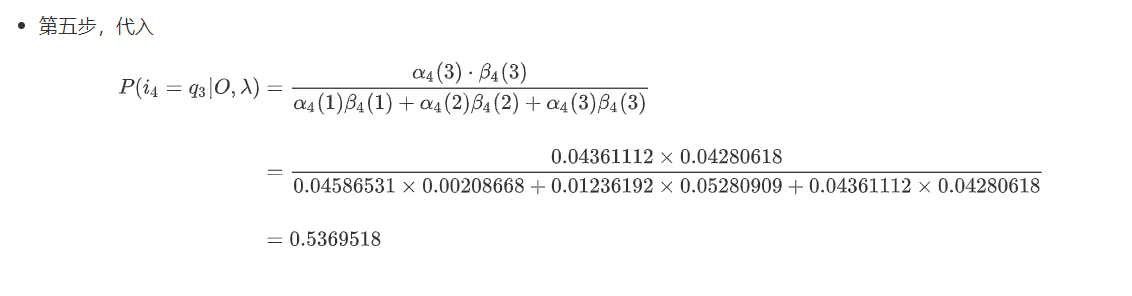 • 第五步，代入
P(i₄ = q₃|O, λ) = \frac{α₄(3) · β₄(3)}{α₄(1)β₄(1) + α₄(2)β₄(2) + α₄(3)β₄(3)}
= \frac{0.04361112 × 0.04280618}{0.04586531 × 0.00208668 + 0.01236192 × 0.05280909 + 0.04361112 × 0.04280618}
= 0.5369518